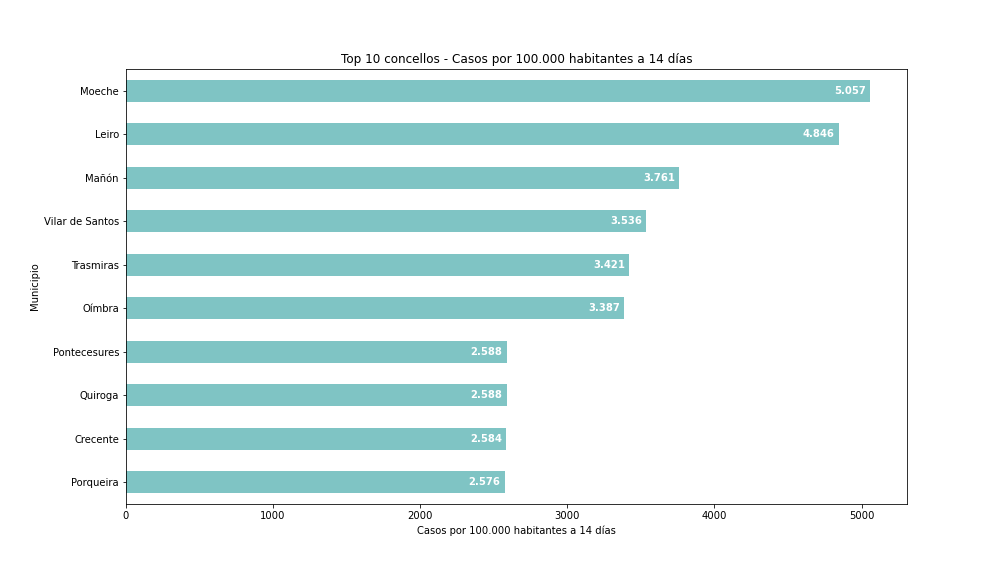 Top 10 concellos - Casos por 100.000 habitantes a 14 días
Municipio
Moeche 5.057
Leiro 4.846
Mañón 3.761
Vilar de Santos 3.536
Trasmiras 3.421
Oímbra 3.387
Pontecesures 2.588
Quiroga 2.588
Crecente 2.584
Porqueira 2.576
0 1000 2000 3000 4000 5000
Casos por 100.000 habitantes a 14 días